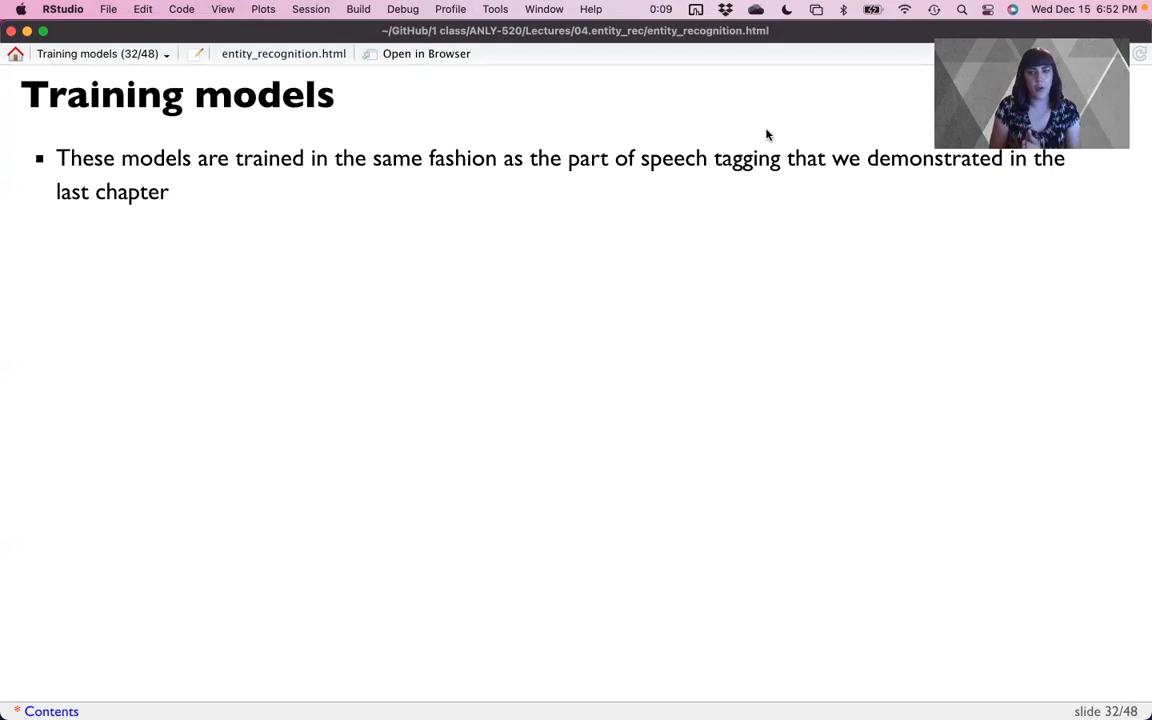 RStudio File Edit Code View Plots Session Build Debug Profile Tools Window Help 0:09 Wed Dec 15 6:52 PM
~/GitHub/1 class/ANLY-520/Lectures/04.entity_rec/entity_recognition.html
Training models (32/48) entity_recognition.html Open in Browser
Training models
These models are trained in the same fashion as the part of speech tagging that we demonstrated in the
last chapter
* Contents slide 32/48